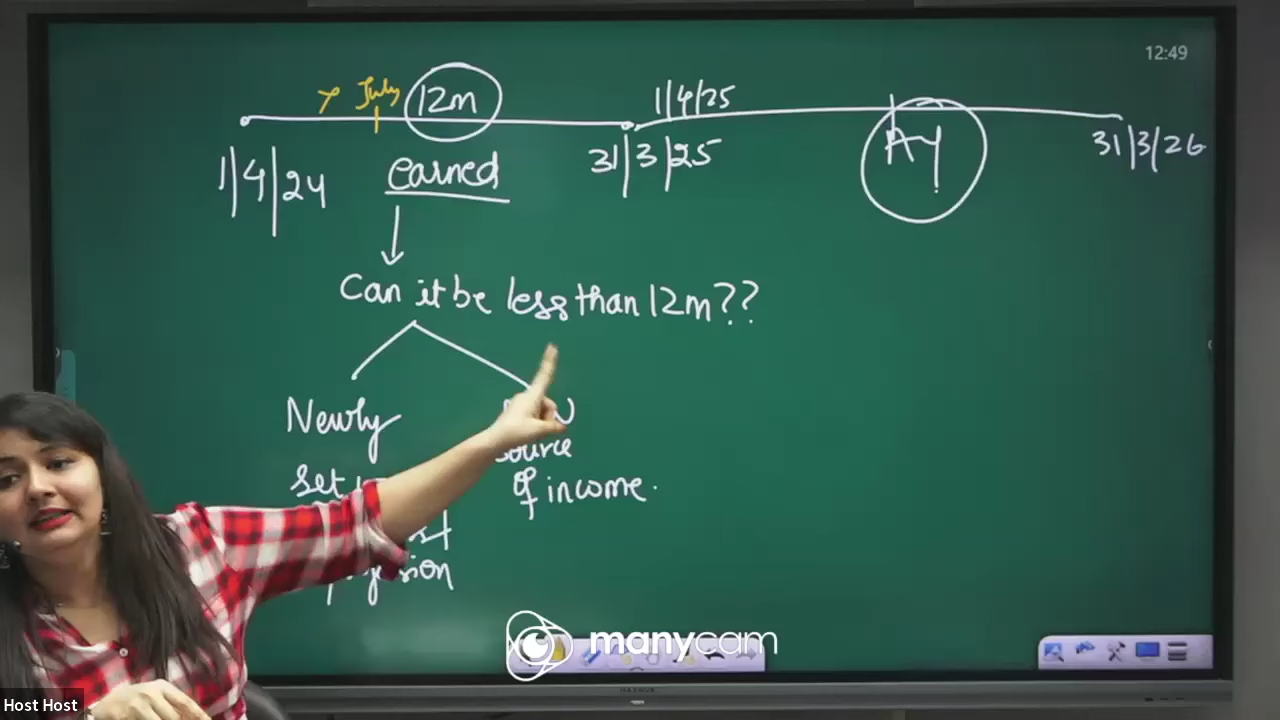 12:49
July 12m
1/4/25
AY
1/4/24
31/3/25
31/3/26
earned
Can it be less than 12m??
Newly
set
source
of income.
manycam
Host Host